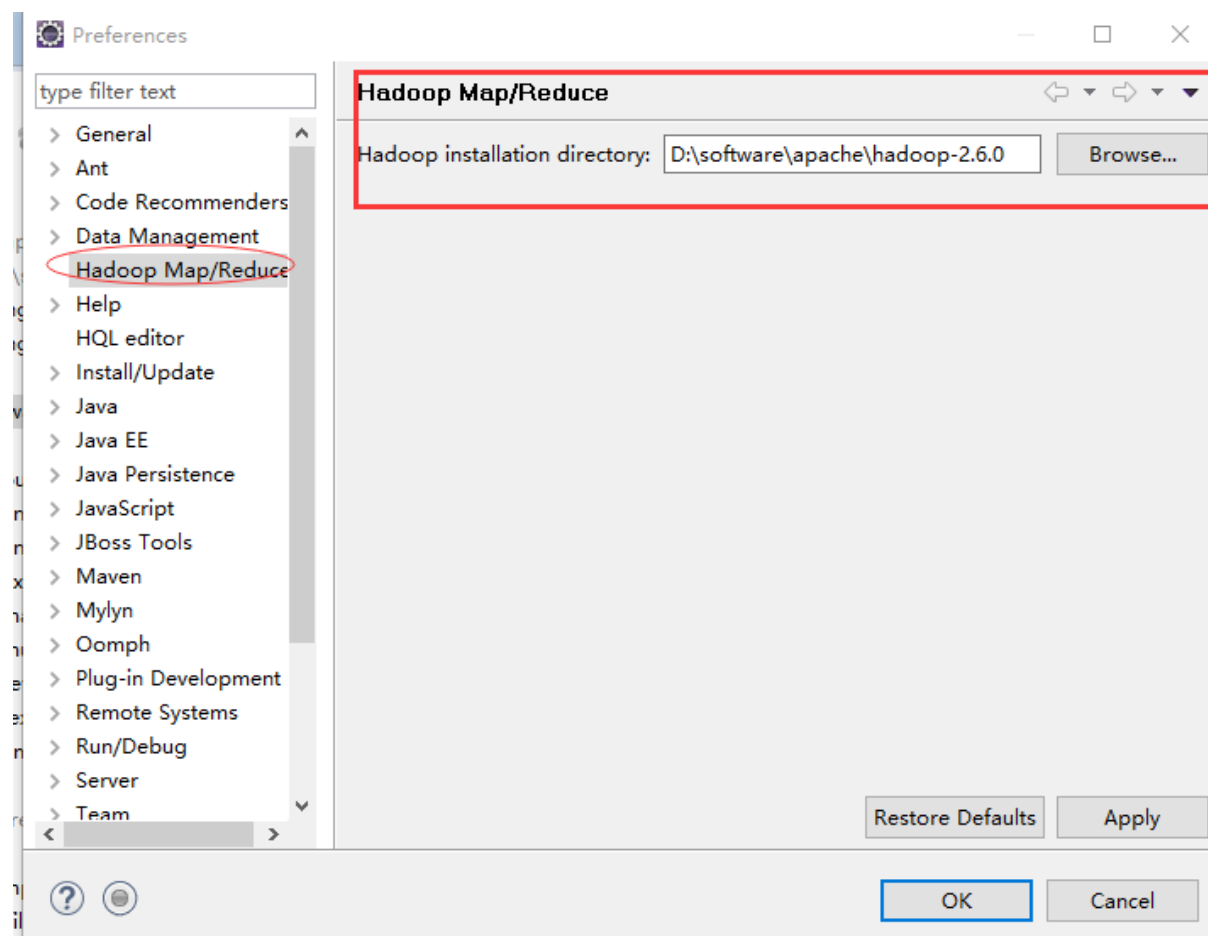 Preferences
type filter text
General
Ant
Code Recommenders
Data Management
Hadoop Map/Reduce
Help
HQL editor
Install/Update
Java
Java EE
Java Persistence
JavaScript
JBoss Tools
Maven
Mylyn
Oomph
Plug-in Development
Remote Systems
Run/Debug
Server
Team
Hadoop Map/Reduce
Hadoop installation directory: D:\software\apache\hadoop-2.6.0 Browse...
Restore Defaults Apply
OK Cancel